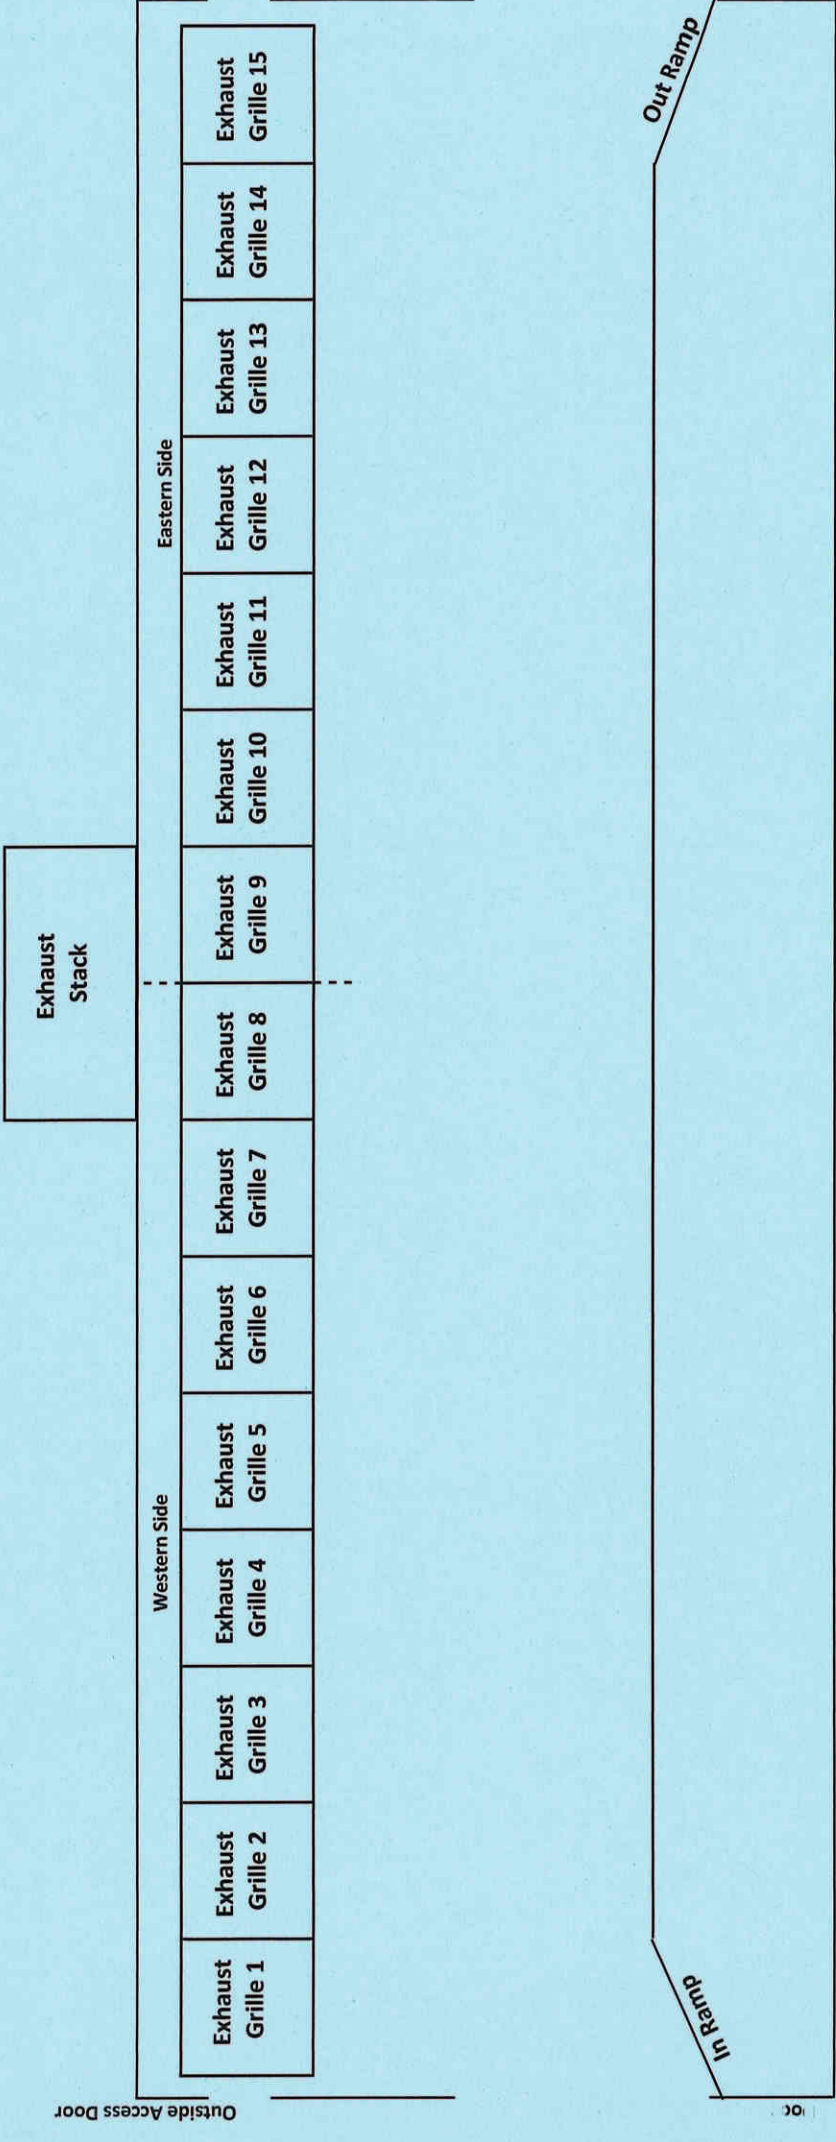 Exhaust
Stack
Western Side
Eastern Side
Exhaust
Grille 1
Exhaust
Grille 2
Exhaust
Grille 3
Exhaust
Grille 4
Exhaust
Grille 5
Exhaust
Grille 6
Exhaust
Grille 7
Exhaust
Grille 8
Exhaust
Grille 9
Exhaust
Grille 10
Exhaust
Grille 11
Exhaust
Grille 12
Exhaust
Grille 13
Exhaust
Grille 14
Exhaust
Grille 15
Outside Access Door
In Ramp
Out Ramp